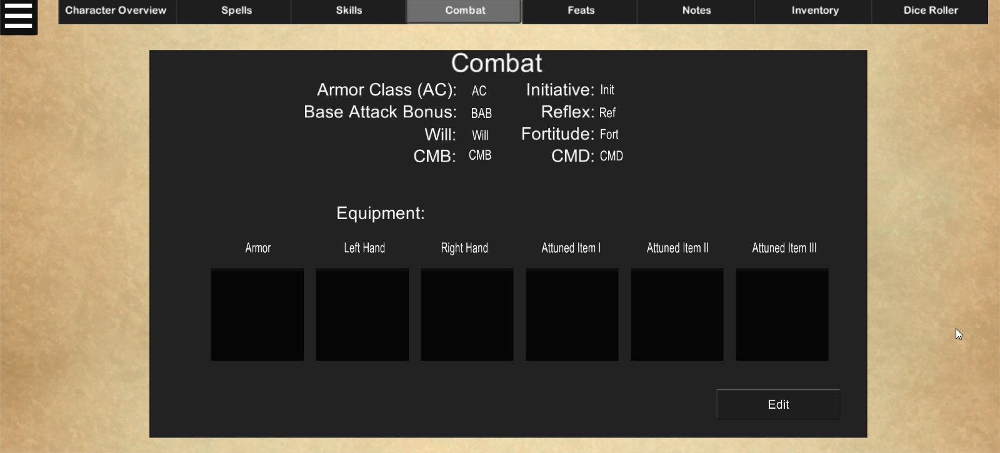 Character Overview Spells Skills Combat Feats Notes Inventory Dice Roller
Combat
Armor Class (AC): AC Initiative: Init
Base Attack Bonus: BAB Reflex: Ref
Will: Will Fortitude: Fort
CMB: CMB CMD: CMD
Equipment:
Armor Left Hand Right Hand Attuned Item I Attuned Item II Attuned Item III
Edit